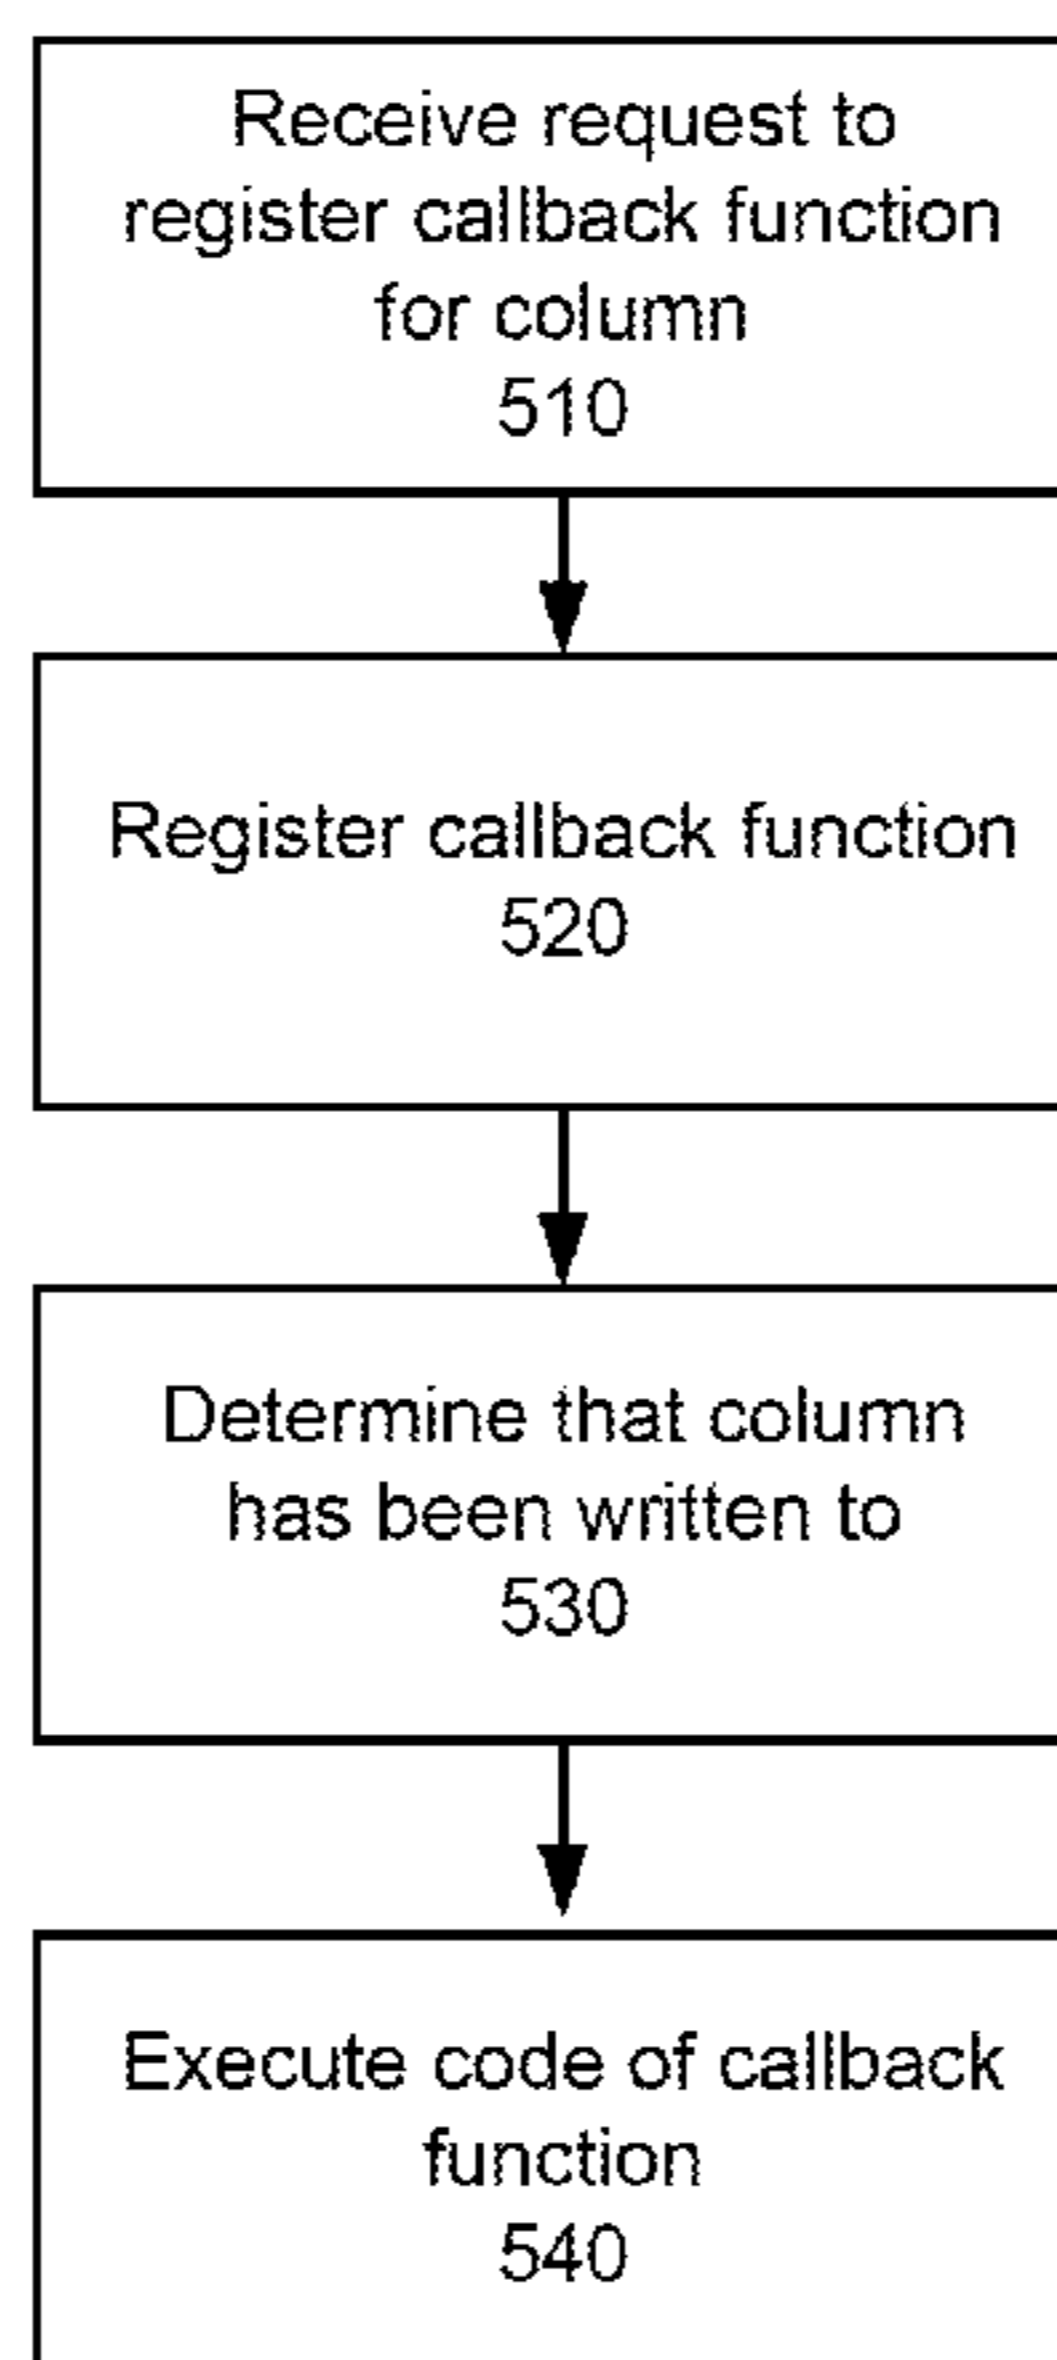 Receive request to
register callback function
for column
510
Register callback function
520
Determine that column
has been written to
530
Execute code of callback
function
540